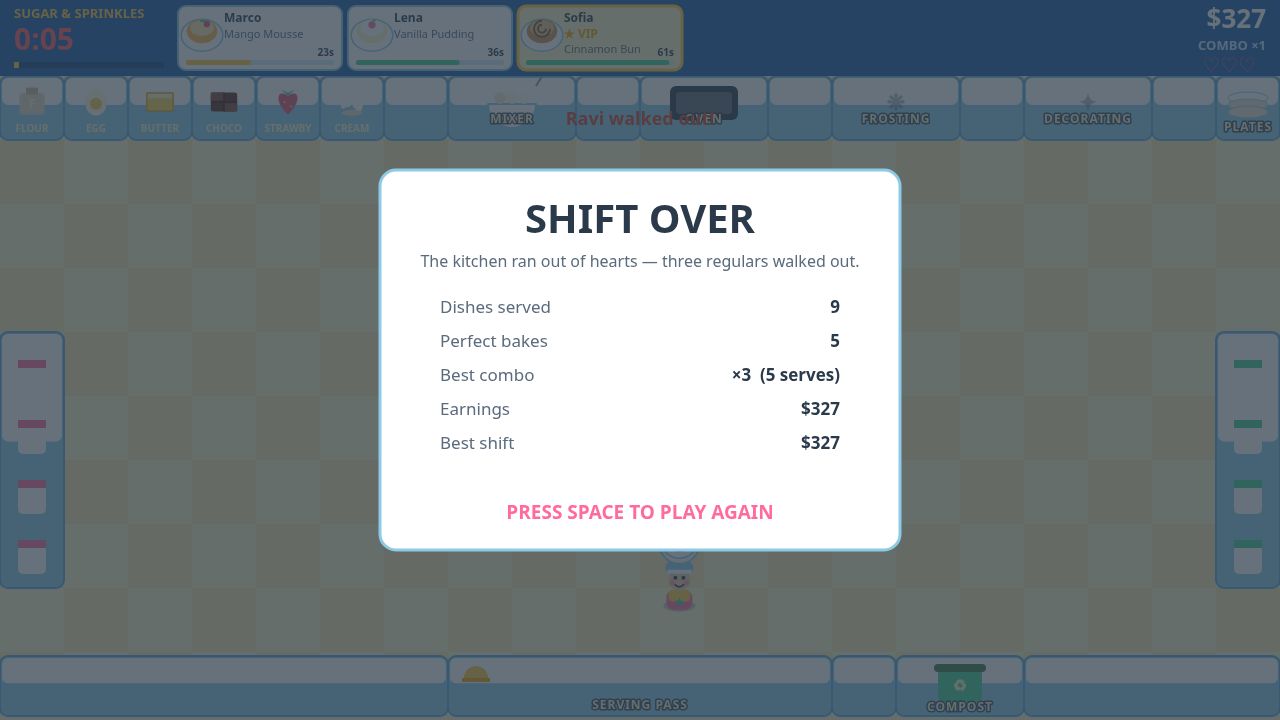 SUGAR & SPRINKLES
0:05
Marco
Mango Mousse
23s
Lena
Vanilla Pudding
36s
Sofia
★ VIP
Cinnamon Bun
61s
$327
COMBO ×1
♡♡♡
FLOUR
EGG
BUTTER
CHOCO
STRAWBY
CREAM
MIXER
Ravi walked
FROSTING
DECORATING
PLATES
SHIFT OVER
The kitchen ran out of hearts — three regulars walked out.
Dishes served 9
Perfect bakes 5
Best combo ×3 (5 serves)
Earnings $327
Best shift $327
PRESS SPACE TO PLAY AGAIN
SERVING PASS
COMPOST